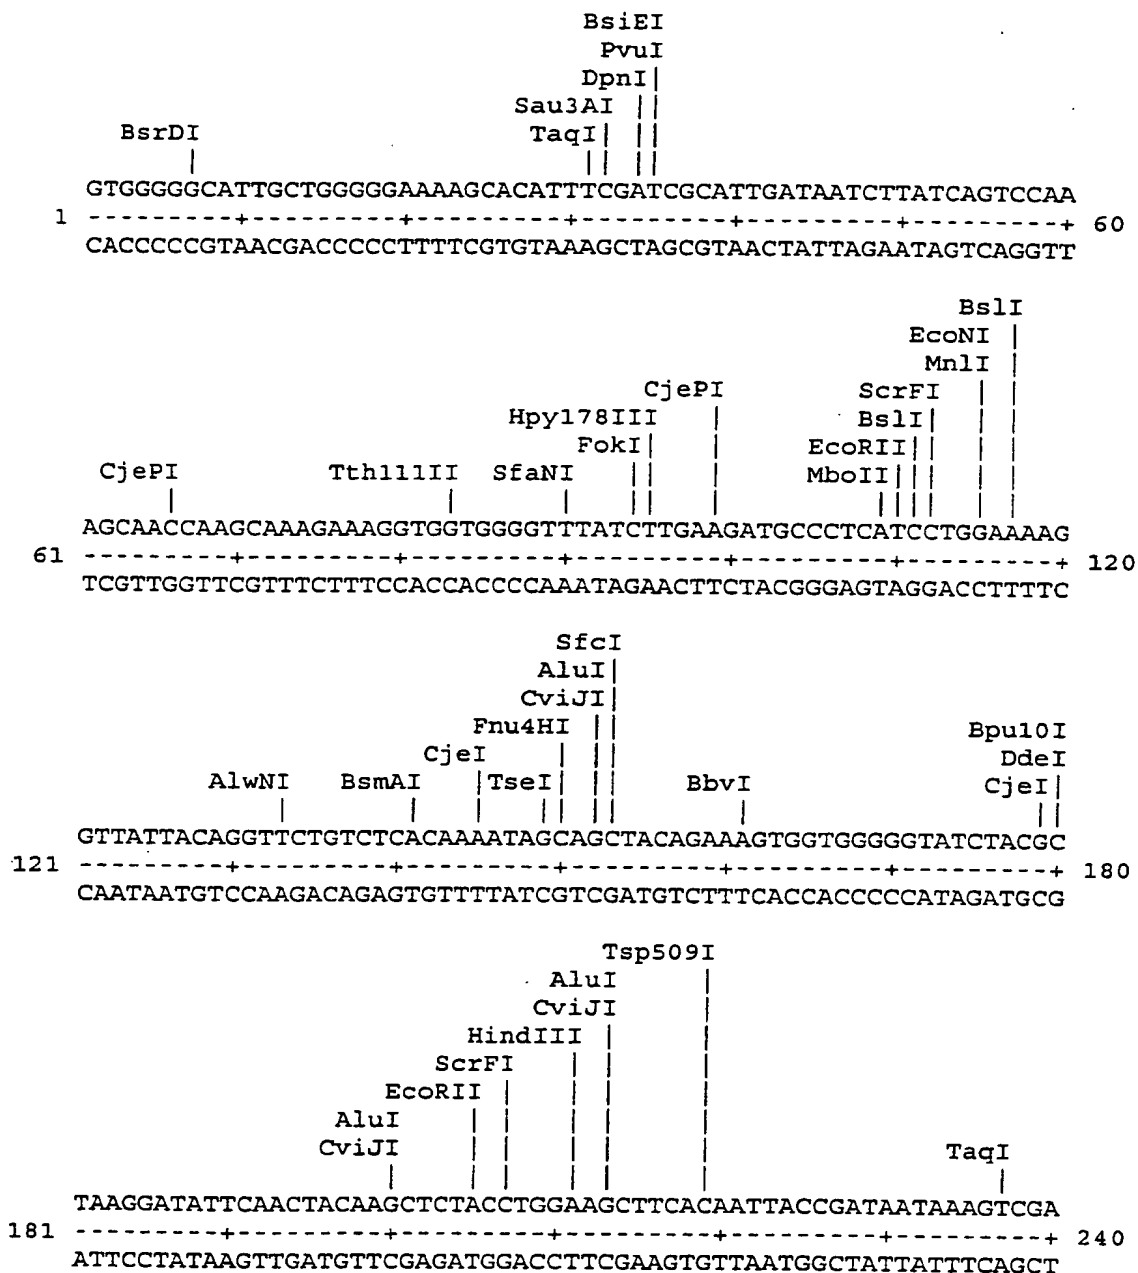 BsiEI
PvuI
DpnI|
Sau3AI ||
BsrDI TaqI| ||
| || ||
GTGGGGGCATTGCTGGGGGAAAAGCACATTTCGATCGCATTGATAATCTTATCAGTCCAA
1 ---------+---------+---------+---------+---------+---------+ 60
CACCCCCGTAACGACCCCCTTTTCGTGTAAAGCTAGCGTAACTATTAGAATAGTCAGGTT
BslI
EcoNI |
MnlI| |
CjePI ScrFI | |
Hpy178III | BslI| | |
FokI| | EcoRII|| | |
CjePI Tth111II SfaNI || | MboII ||| | |
| | | || | | ||| | |
AGCAACCAAGCAAAGAAAGGTGGTGGGGTTTATCTTGAAGATGCCCTCATCCTGGAAAAG
61 ---------+---------+---------+---------+---------+---------+ 120
TCGTTGGTTCGTTTCTTTCCACCACCCCAAATAGAACTTCTACGGGAGTAGGACCTTTTC
SfcI
AluI|
CviJI|
Fnu4HI || Bpu10I
CjeI | || DdeI
AlwNI BsmAI |TseI| || BbvI CjeI|
| | | || || | ||
GTTATTACAGGTTCTGTCTCACAAAATAGCAGCTACAGAAAGTGGTGGGGGTATCTACGC
121 ---------+---------+---------+---------+---------+---------+ 180
CAATAATGTCCAAGACAGAGTGTTTTATCGTCGATGTCTTTCACCACCCCCATAGATGCG
Tsp509I
AluI |
CviJI |
HindIII | |
ScrFI | | |
EcoRII | | | |
AluI | | | | |
CviJI | | | | | TaqI
| | | | | | |
TAAGGATATTCAACTACAAGCTCTACCTGGAAGCTTCACAATTACCGATAATAAAGTCGA
181 ---------+---------+---------+---------+---------+---------+ 240
ATTCCTATAAGTTGATGTTCGAGATGGACCTTCGAAGTGTTAATGGCTATTATTTCAGCT